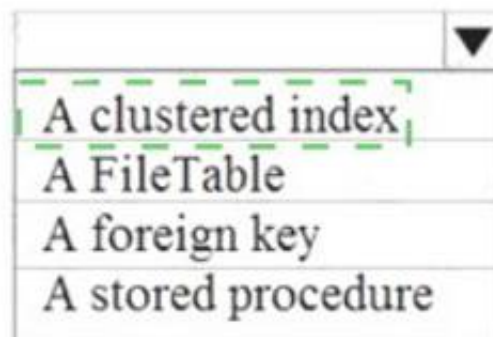 A clustered index
A FileTable
A foreign key
A stored procedure